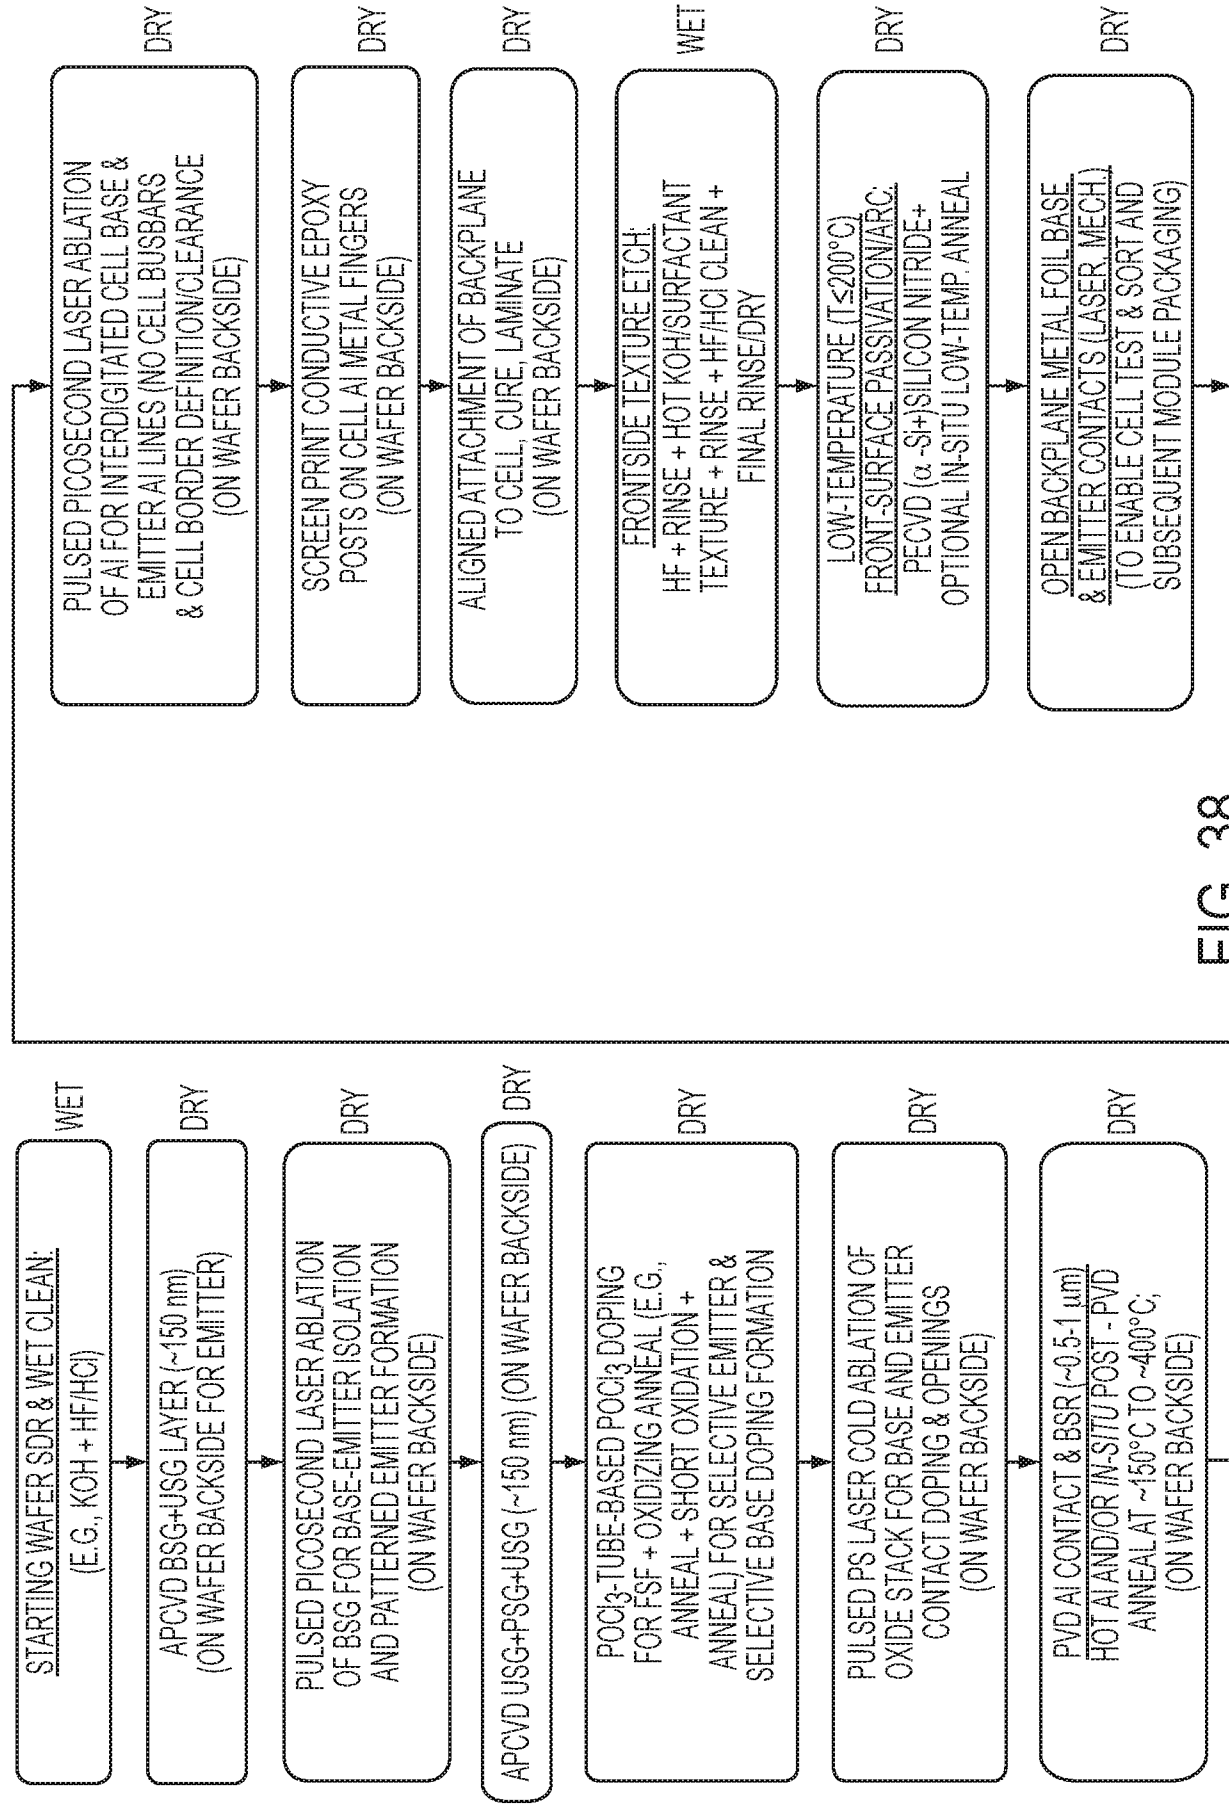 STARTING WAFER SDR & WET CLEAN:
(E.G., KOH + HF/HCl)
WET
APCVD BSG+USG LAYER (~150 nm)
(ON WAFER BACKSIDE FOR EMITTER)
DRY
PULSED PICOSECOND LASER ABLATION
OF BSG FOR BASE-EMITTER ISOLATION
AND PATTERNED EMITTER FORMATION
(ON WAFER BACKSIDE)
DRY
APCVD USG+PSG+USG (~150 nm) (ON WAFER BACKSIDE)
DRY
POCl3-TUBE-BASED POCl3 DOPING
FOR FSF + OXIDIZING ANNEAL (E.G.,
ANNEAL + SHORT OXIDATION +
ANNEAL) FOR SELECTIVE EMITTER &
SELECTIVE BASE DOPING FORMATION
DRY
PULSED PS LASER COLD ABLATION OF
OXIDE STACK FOR BASE AND EMITTER
CONTACT DOPING & OPENINGS
(ON WAFER BACKSIDE)
DRY
PVD Al CONTACT & BSR (~0.5-1 µm)
HOT Al AND/OR IN-SITU POST - PVD
ANNEAL AT ~150°C TO ~400°C;
(ON WAFER BACKSIDE)
DRY
PULSED PICOSECOND LASER ABLATION
OF Al FOR INTERDIGITATED CELL BASE &
EMITTER Al LINES (NO CELL BUSBARS
& CELL BORDER DEFINITION/CLEARANCE
(ON WAFER BACKSIDE)
DRY
SCREEN PRINT CONDUCTIVE EPOXY
POSTS ON CELL Al METAL FINGERS
(ON WAFER BACKSIDE)
DRY
ALIGNED ATTACHMENT OF BACKPLANE
TO CELL, CURE, LAMINATE
(ON WAFER BACKSIDE)
DRY
FRONTSIDE TEXTURE ETCH:
HF + RINSE + HOT KOH/SURFACTANT
TEXTURE + RINSE + HF/HCl CLEAN +
FINAL RINSE/DRY
WET
LOW-TEMPERATURE (T≤200°C)
FRONT-SURFACE PASSIVATION/ARC:
PECVD (α -Si+)SILICON NITRIDE+
OPTIONAL IN-SITU LOW-TEMP. ANNEAL
DRY
OPEN BACKPLANE METAL FOIL BASE
& EMITTER CONTACTS (LASER, MECH.)
(TO ENABLE CELL TEST & SORT AND
SUBSEQUENT MODULE PACKAGING)
DRY
FIG. 38